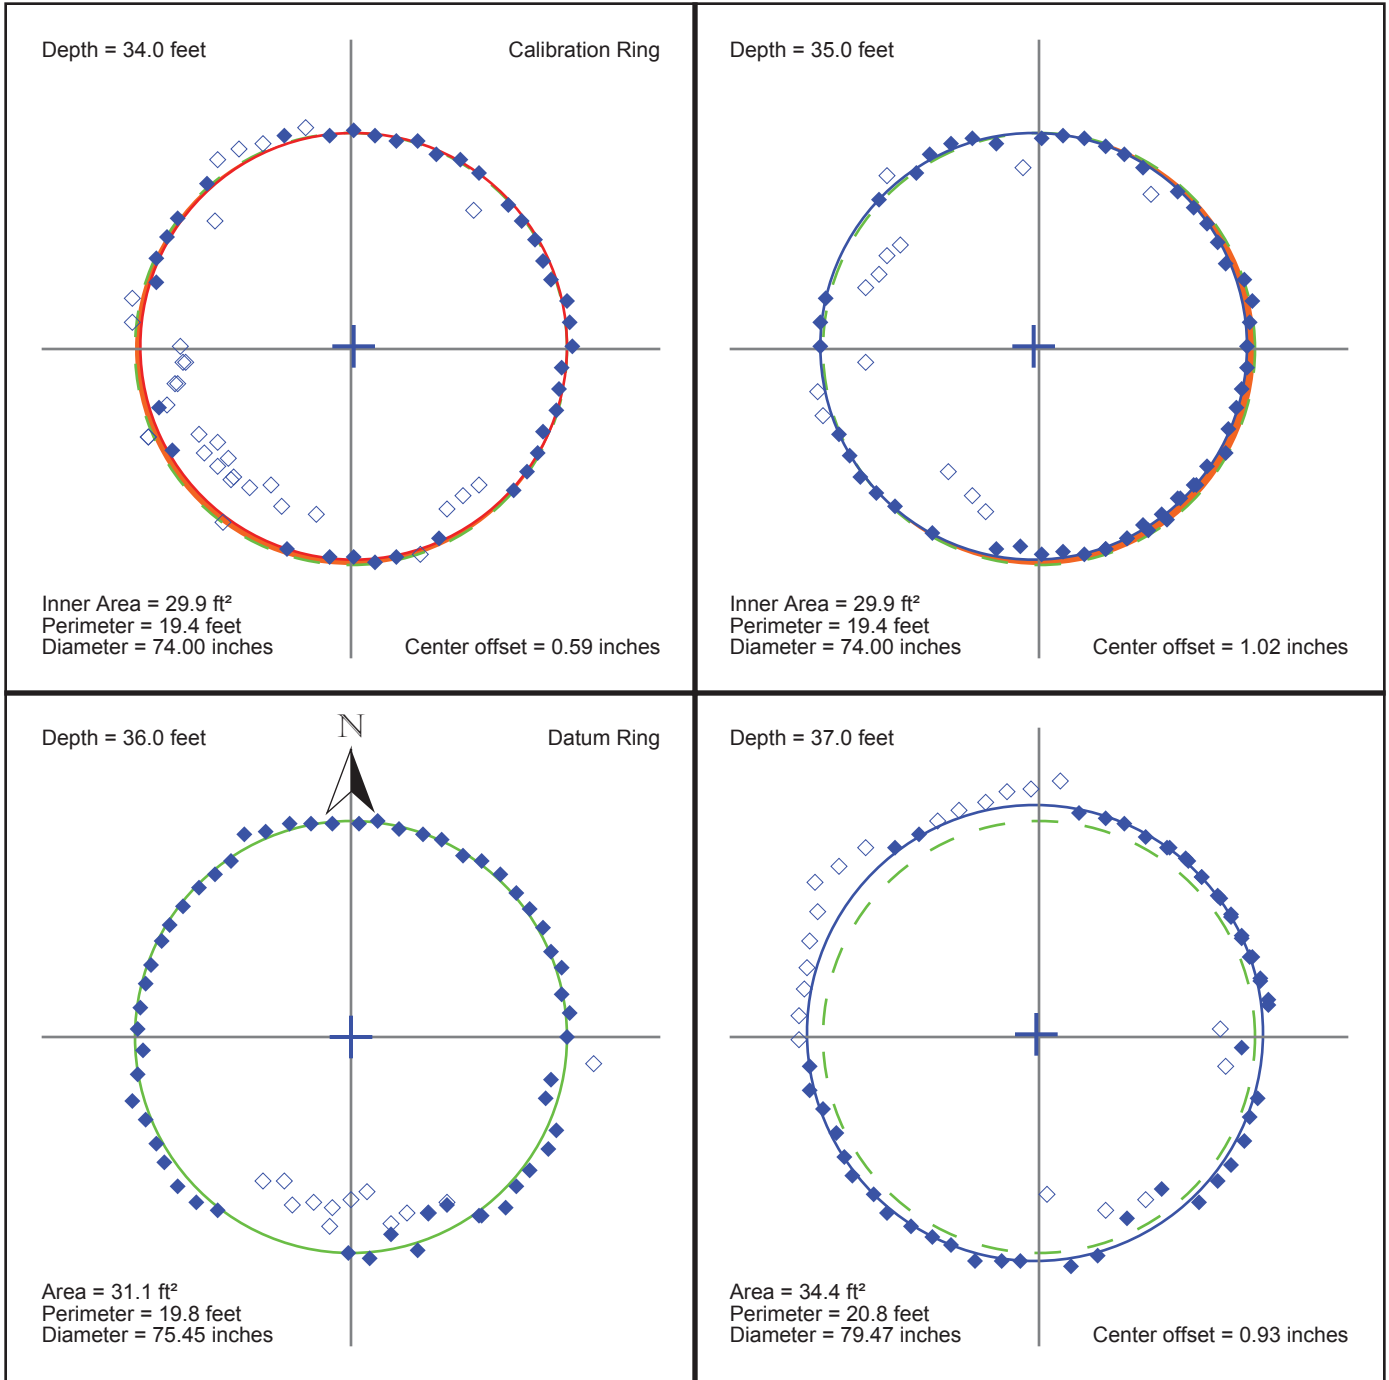 Depth = 34.0 feet
Calibration Ring
Inner Area = 29.9 ft²
Perimeter = 19.4 feet
Diameter = 74.00 inches
Center offset = 0.59 inches
Depth = 35.0 feet
Inner Area = 29.9 ft²
Perimeter = 19.4 feet
Diameter = 74.00 inches
Center offset = 1.02 inches
Depth = 36.0 feet
N
Datum Ring
Area = 31.1 ft²
Perimeter = 19.8 feet
Diameter = 75.45 inches
Depth = 37.0 feet
Area = 34.4 ft²
Perimeter = 20.8 feet
Diameter = 79.47 inches
Center offset = 0.93 inches